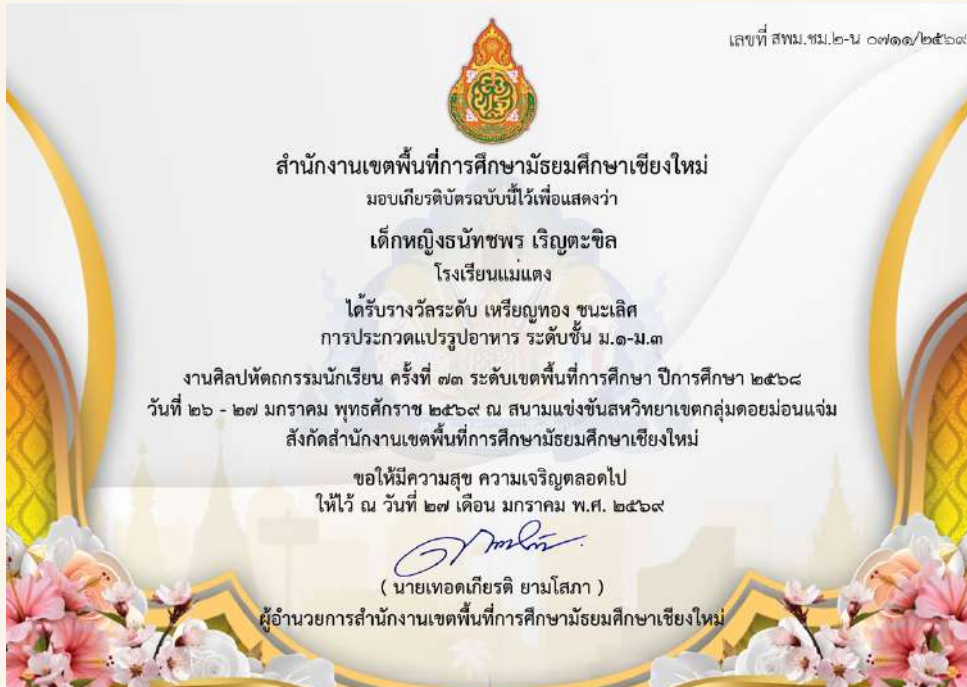 เลขที่ สพม.ชม.๒-น ๐๗๑๑/๒๕๖๙
สำนักงานเขตพื้นที่การศึกษามัธยมศึกษาเชียงใหม่
มอบเกียรติบัตรฉบับนี้ไว้เพื่อแสดงว่า
เด็กหญิงธนัทชพร เริญตะขิล
โรงเรียนแม่แตง
ได้รับรางวัลระดับ เหรียญทอง ชนะเลิศ
การประกวดแปรรูปอาหาร ระดับชั้น ม.๑-ม.๓
งานศิลปหัตถกรรมนักเรียน ครั้งที่ ๗๓ ระดับเขตพื้นที่การศึกษา ปีการศึกษา ๒๕๖๘
วันที่ ๒๖ - ๒๗ มกราคม พุทธศักราช ๒๕๖๙ ณ สนามแข่งขันสหวิทยาเขตกลุ่มดอยม่อนแจ่ม
สังกัดสำนักงานเขตพื้นที่การศึกษามัธยมศึกษาเชียงใหม่
ขอให้มีความสุข ความเจริญตลอดไป
ให้ไว้ ณ วันที่ ๒๗ เดือน มกราคม พ.ศ. ๒๕๖๙
( นายเทอดเกียรติ ยามโสภา )
ผู้อำนวยการสำนักงานเขตพื้นที่การศึกษามัธยมศึกษาเชียงใหม่